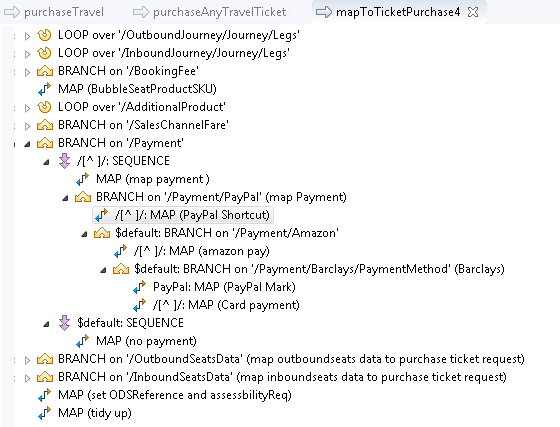 purchaseTravel purchaseAnyTravelTicket mapToTicketPurchase4
LOOP over '/OutboundJourney/Journey/Legs'
LOOP over '/InboundJourney/Journey/Legs'
BRANCH on '/BookingFee'
MAP (BubbleSeatProductSKU)
LOOP over '/AdditionalProduct'
BRANCH on '/SalesChannelFare'
BRANCH on '/Payment'
/[^ ]/: SEQUENCE
MAP (map payment )
BRANCH on '/Payment/PayPal' (map Payment)
/[^ ]/: MAP (PayPal Shortcut)
$default: BRANCH on '/Payment/Amazon'
/[^ ]/: MAP (amazon pay)
$default: BRANCH on '/Payment/Barclays/PaymentMethod' (Barclays)
PayPal: MAP (PayPal Mark)
/[^ ]/: MAP (Card payment)
$default: SEQUENCE
MAP (no payment)
BRANCH on '/OutboundSeatsData' (map outboundseats data to purchase ticket request)
BRANCH on '/InboundSeatsData' (map inboundseats data to purchase ticket request)
MAP (set ODSReference and assessbilityReq)
MAP (tidy up)